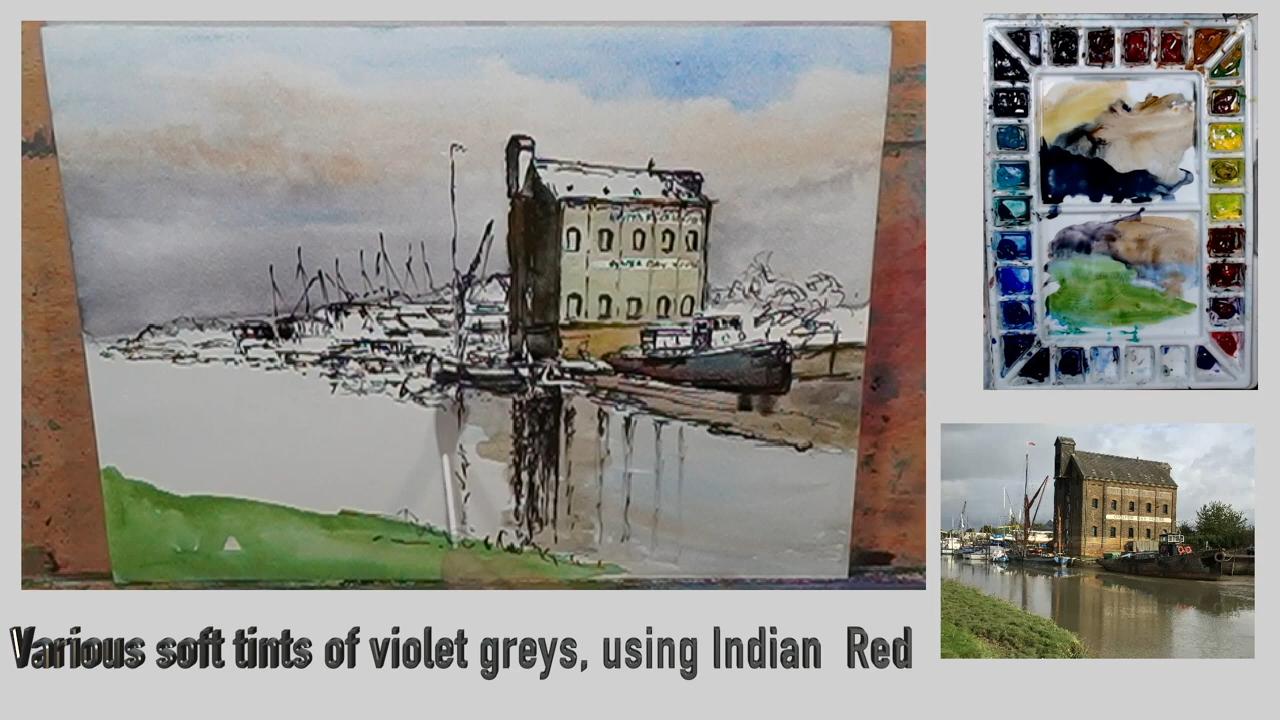 Various soft tints of violet greys, using Indian Red